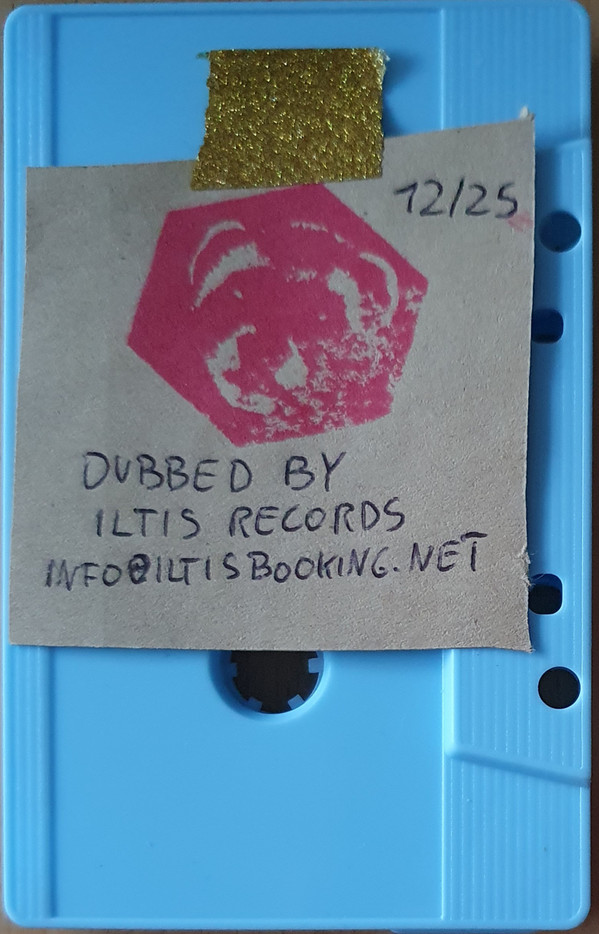 12/25
DUBBED BY
ILTIS RECORDS
INFO@ILTISBOOKING.NET